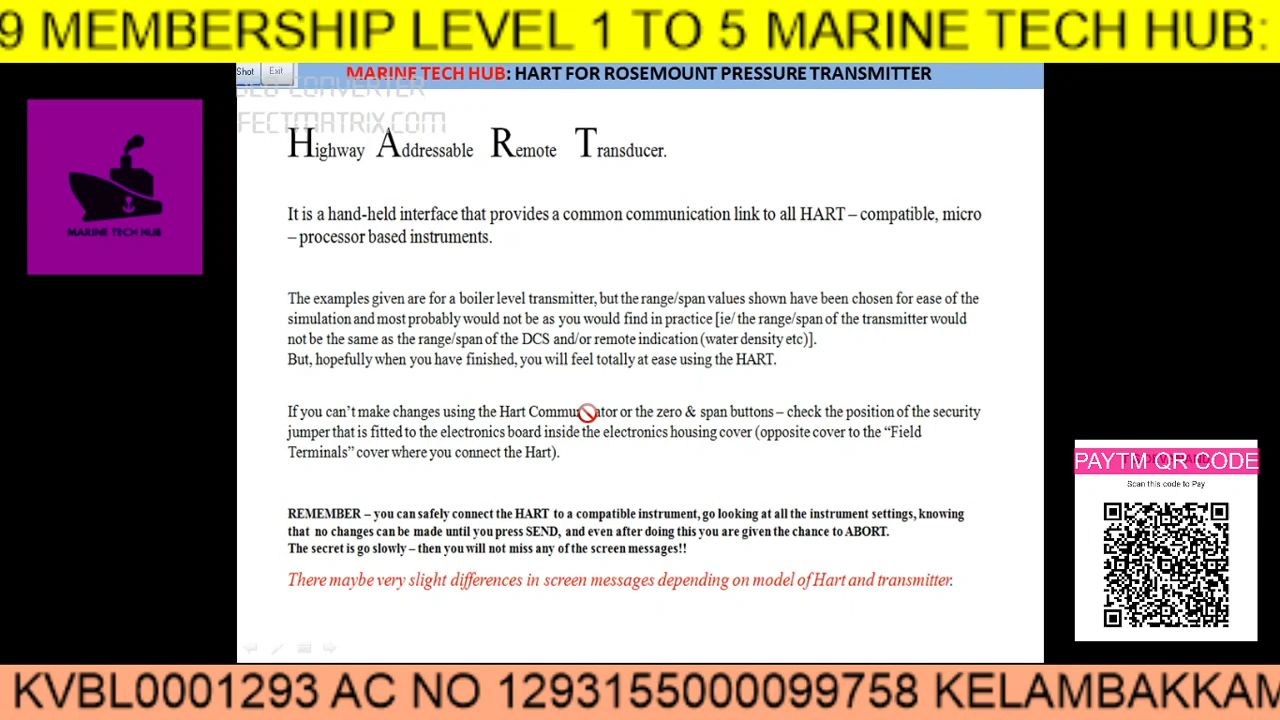 9 MEMBERSHIP LEVEL 1 TO 5 MARINE TECH HUB:
Shot Exit
MARINE TECH HUB: HART FOR ROSEMOUNT PRESSURE TRANSMITTER
CONVERTER
FECTMATRIX.COM
Highway Addressable Remote Transducer.
MARINE TECH HUB
It is a hand-held interface that provides a common communication link to all HART – compatible, micro
– processor based instruments.
The examples given are for a boiler level transmitter, but the range/span values shown have been chosen for ease of the
simulation and most probably would not be as you would find in practice [ie/ the range/span of the transmitter would
not be the same as the range/span of the DCS and/or remote indication (water density etc)].
But, hopefully when you have finished, you will feel totally at ease using the HART.
If you can't make changes using the Hart Communicator or the zero & span buttons – check the position of the security
jumper that is fitted to the electronics board inside the electronics housing cover (opposite cover to the “Field
Terminals” cover where you connect the Hart).
REMEMBER – you can safely connect the HART to a compatible instrument, go looking at all the instrument settings, knowing
that no changes can be made until you press SEND, and even after doing this you are given the chance to ABORT.
The secret is go slowly – then you will not miss any of the screen messages!!
There maybe very slight differences in screen messages depending on model of Hart and transmitter.
PAYTM QR CODE
Scan this code to Pay
KVBL0001293 AC NO 1293155000099758 KELAMBAKKAM